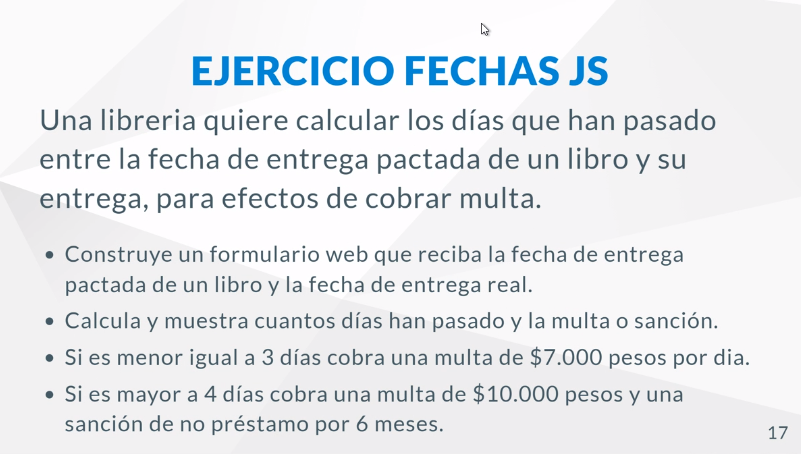 EJERCICIO FECHAS JS
Una libreria quiere calcular los días que han pasado
entre la fecha de entrega pactada de un libro y su
entrega, para efectos de cobrar multa.
• Construye un formulario web que reciba la fecha de entrega
pactada de un libro y la fecha de entrega real.
• Calcula y muestra cuantos días han pasado y la multa o sanción.
• Si es menor igual a 3 días cobra una multa de $7.000 pesos por dia.
• Si es mayor a 4 días cobra una multa de $10.000 pesos y una
sanción de no préstamo por 6 meses.
17